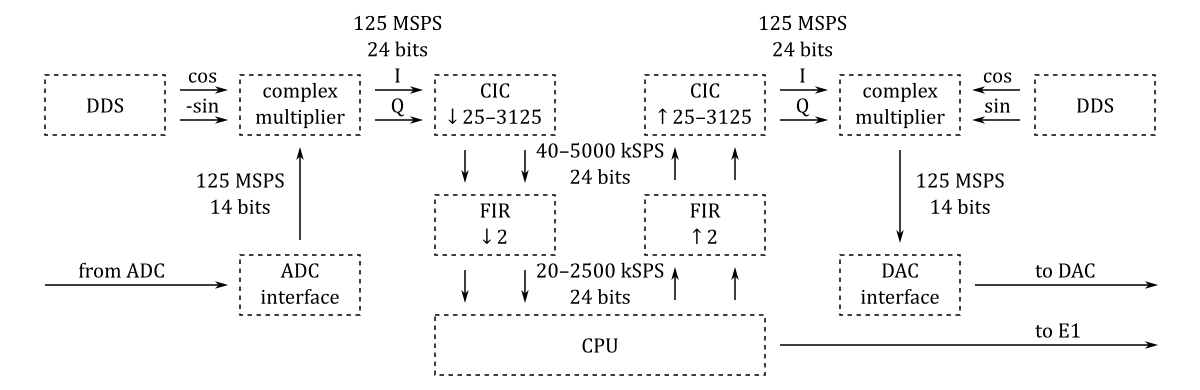 125 MSPS
24 bits
125 MSPS
24 bits
DDS
cos
-sin
complex
multiplier
I
Q
CIC
↓25–3125
CIC
↑25–3125
I
Q
complex
multiplier
cos
sin
DDS
40–5000 kSPS
24 bits
125 MSPS
14 bits
FIR
↓2
FIR
↑2
125 MSPS
14 bits
from ADC
ADC
interface
20–2500 kSPS
24 bits
DAC
interface
to DAC
CPU
to E1